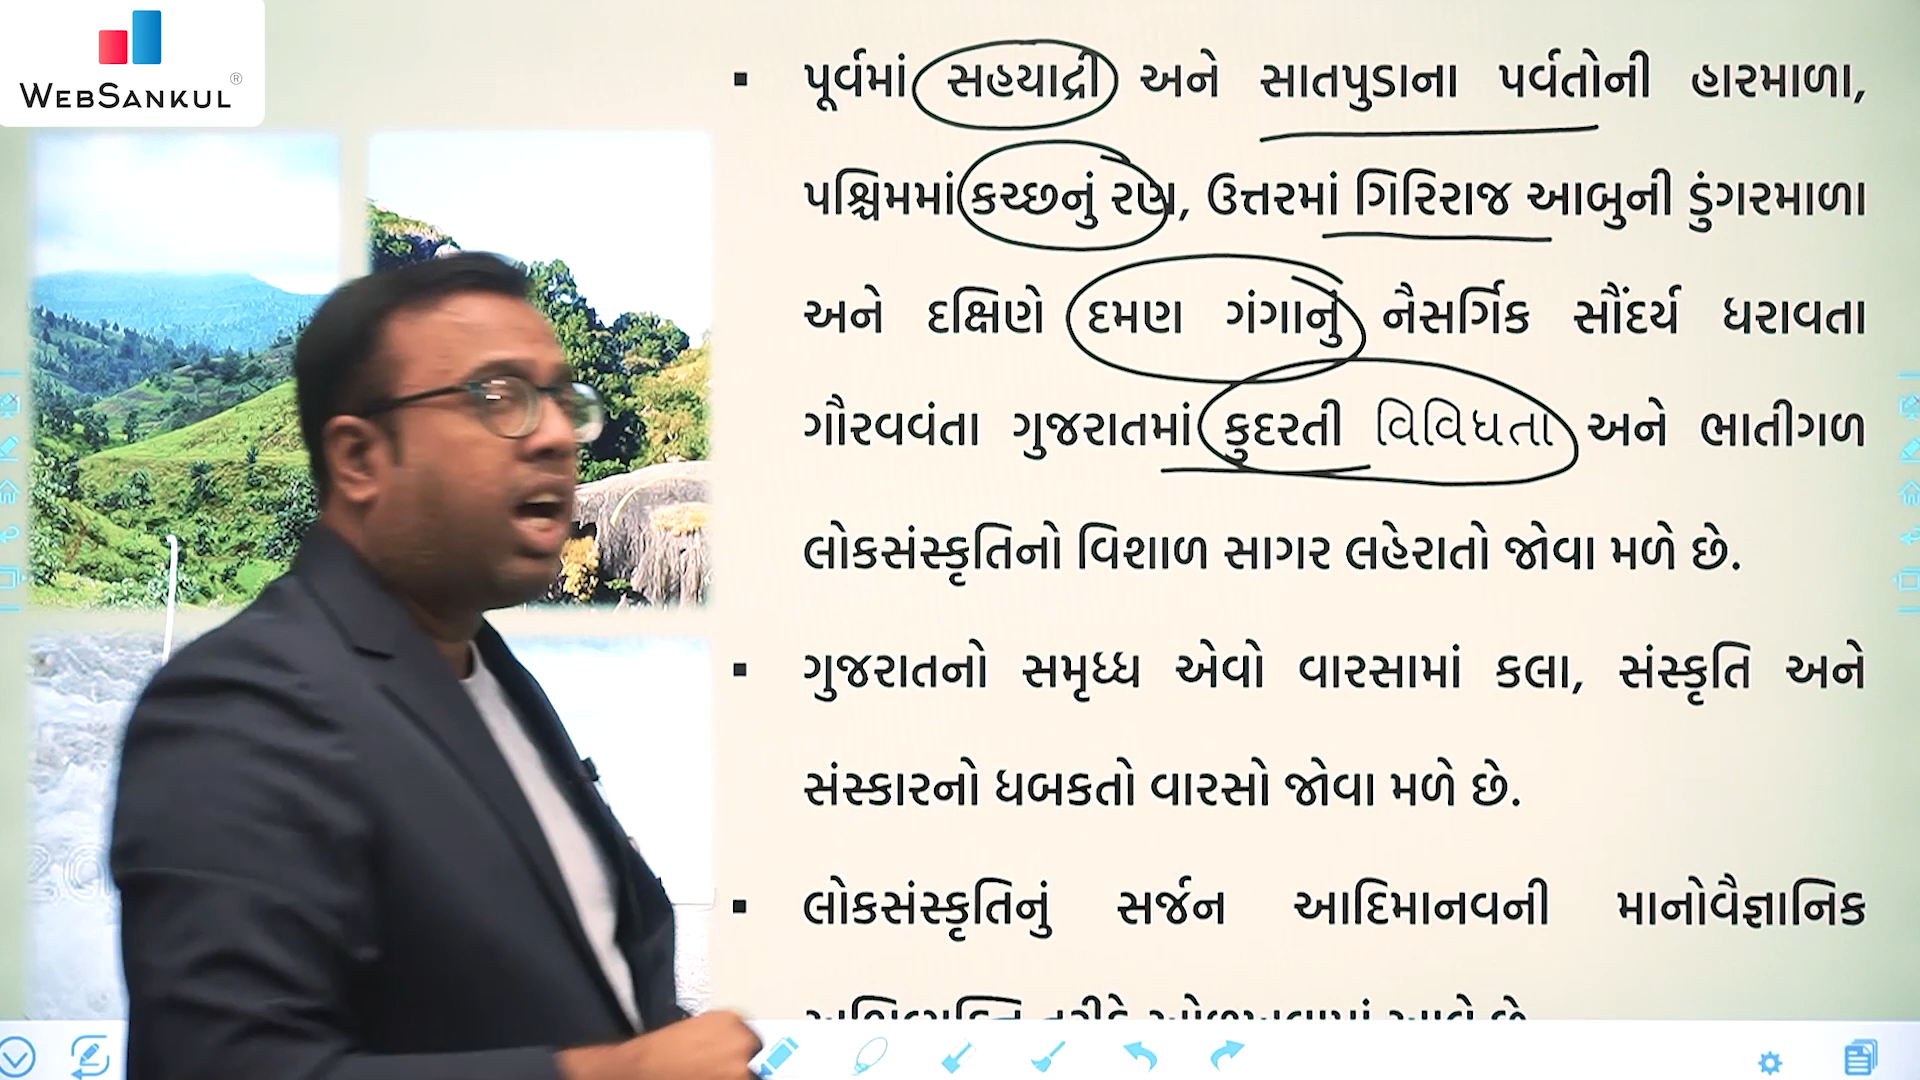 WEBSANKUL®
▪ પૂર્વમાં સહયાદ્રી અને સાતપુડાના પર્વતોની હારમાળા,
પશ્ચિમમાં કચ્છનું રણ, ઉત્તરમાં ગિરિરાજ આબુની ડુંગરમાળા
અને દક્ષિણે દમણ ગંગાનું નૈસર્ગિક સૌંદર્ય ધરાવતા
ગૌરવવંતા ગુજરાતમાં કુદરતી વિવિધતા અને ભાતીગળ
લોકસંસ્કૃતિનો વિશાળ સાગર લહેરાતો જોવા મળે છે.
▪ ગુજરાતનો સમૃધ્ધ એવો વારસામાં કલા, સંસ્કૃતિ અને
સંસ્કારનો ધબકતો વારસો જોવા મળે છે.
▪ લોકસંસ્કૃતિનું સર્જન આદિમાનવની માનોવૈજ્ઞાનિક